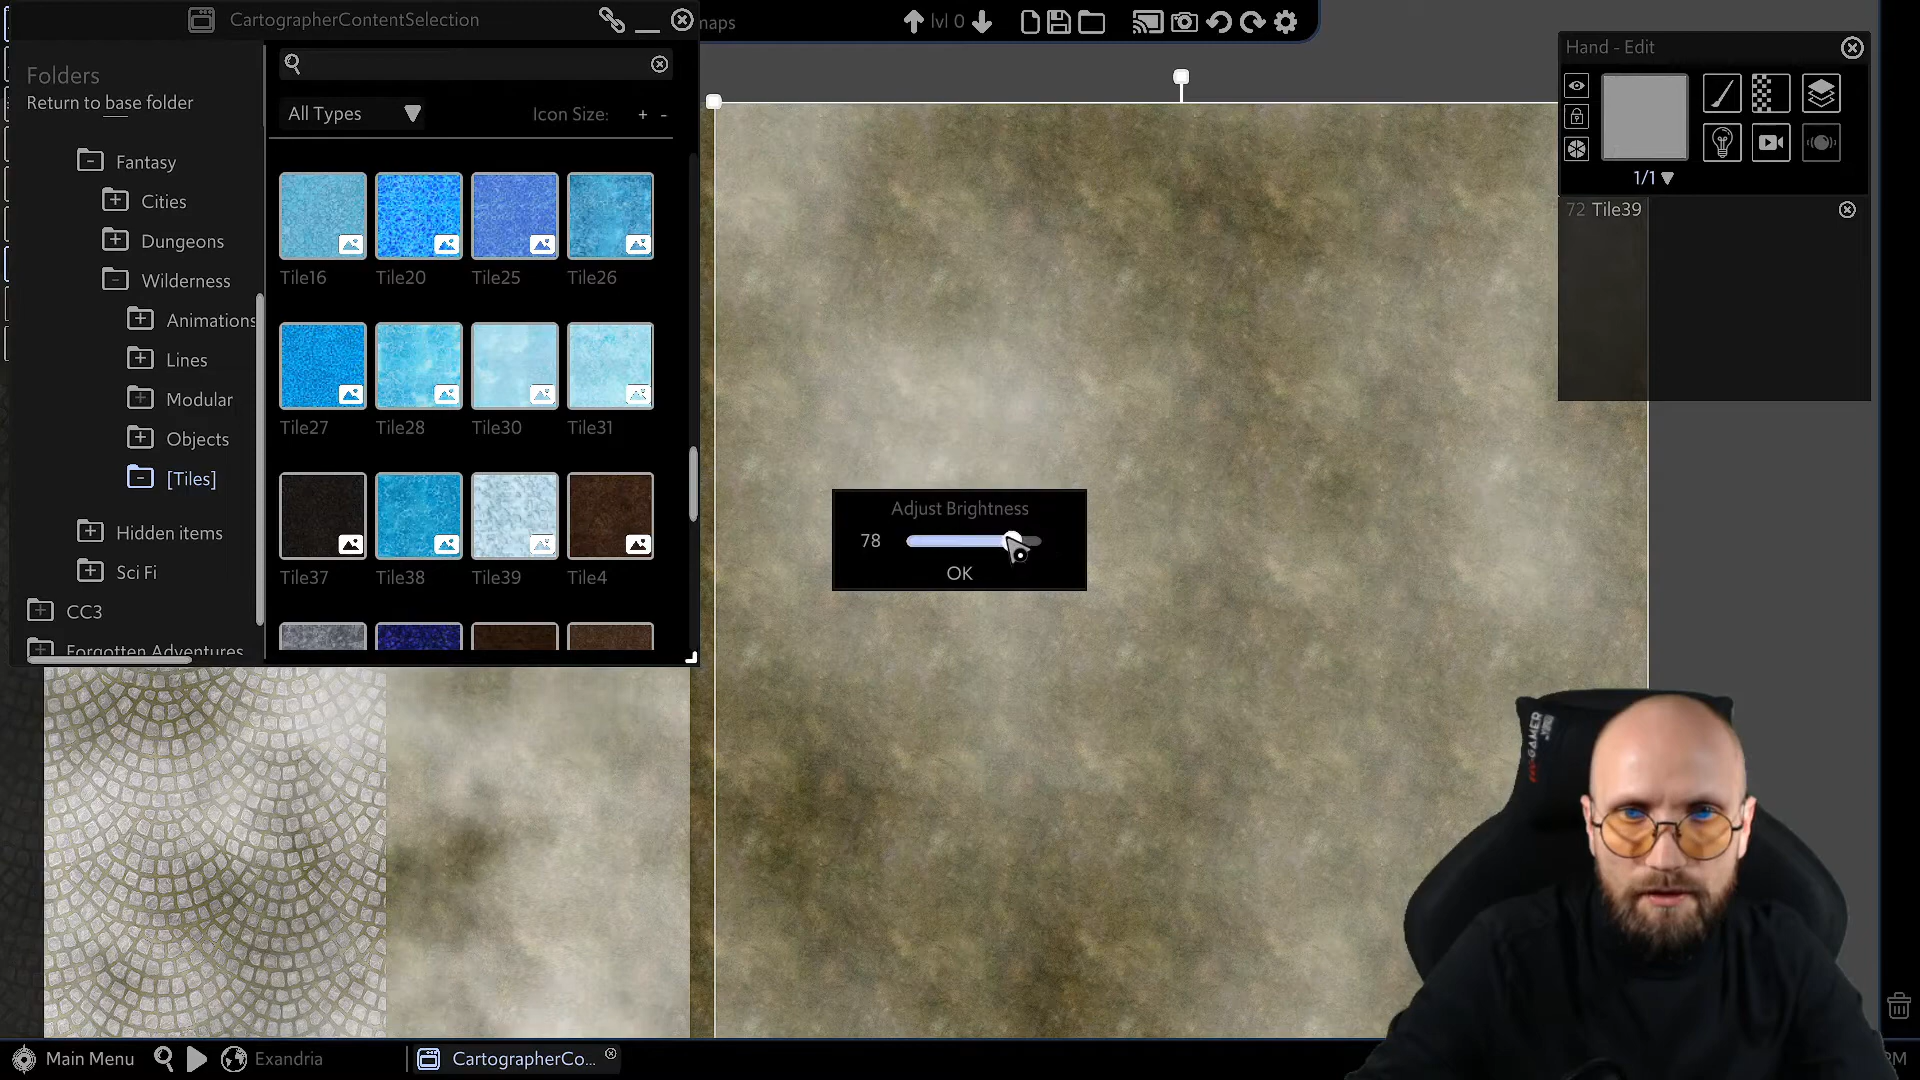 CartographerContentSelection
Folders
Return to base folder
Fantasy
Cities
Dungeons
Wilderness
Animations
Lines
Modular
Objects
[Tiles]
Hidden items
Sci Fi
CC3
Forgotten Adventures
All Types
Icon Size: + -
Tile16 Tile20 Tile25 Tile26
Tile27 Tile28 Tile30 Tile31
Tile37 Tile38 Tile39 Tile4
maps
lvl 0
Hand - Edit
1/1
72 Tile39
Adjust Brightness
78
OK
Main Menu
Exandria
CartographerCo...